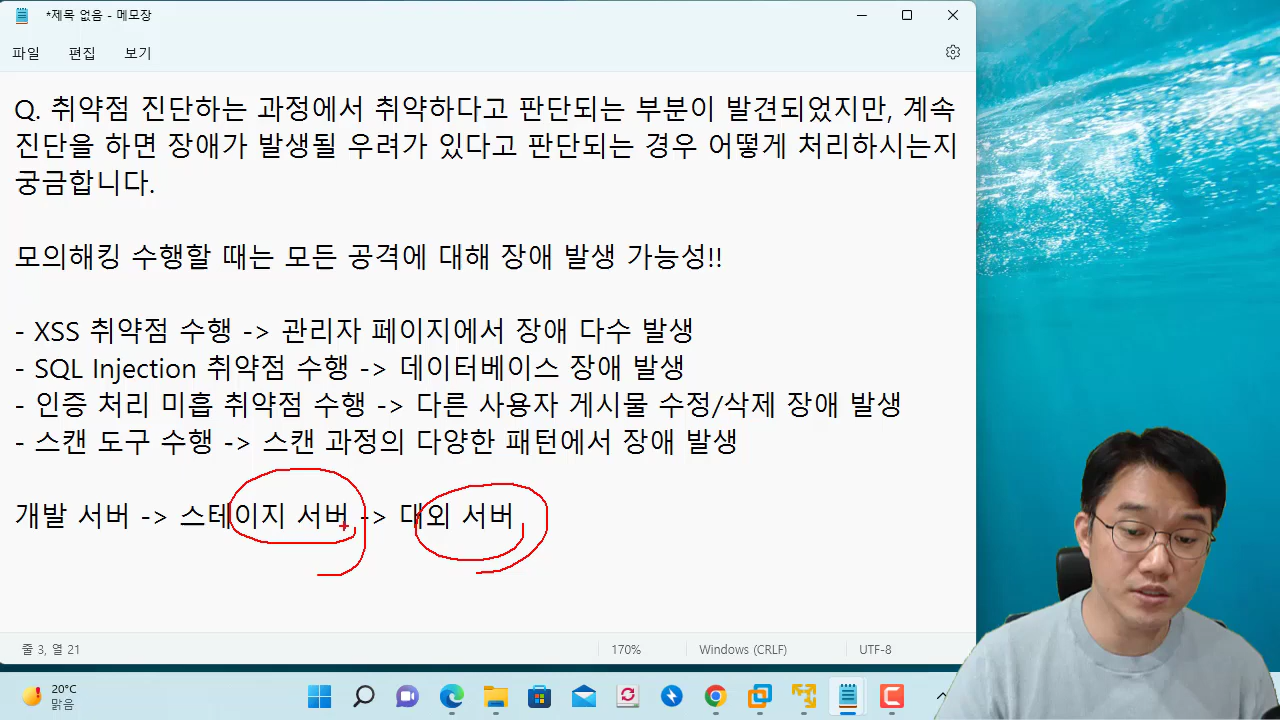 *제목 없음 - 메모장
파일 편집 보기
Q. 취약점 진단하는 과정에서 취약하다고 판단되는 부분이 발견되었지만, 계속
진단을 하면 장애가 발생될 우려가 있다고 판단되는 경우 어떻게 처리하시는지
궁금합니다.
모의해킹 수행할 때는 모든 공격에 대해 장애 발생 가능성!!
- XSS 취약점 수행 -> 관리자 페이지에서 장애 다수 발생
- SQL Injection 취약점 수행 -> 데이터베이스 장애 발생
- 인증 처리 미흡 취약점 수행 -> 다른 사용자 게시물 수정/삭제 장애 발생
- 스캔 도구 수행 -> 스캔 과정의 다양한 패턴에서 장애 발생
개발 서버 -> 스테이지 서버 -> 대외 서버
줄 3, 열 21 170% Windows (CRLF) UTF-8
20°C
맑음